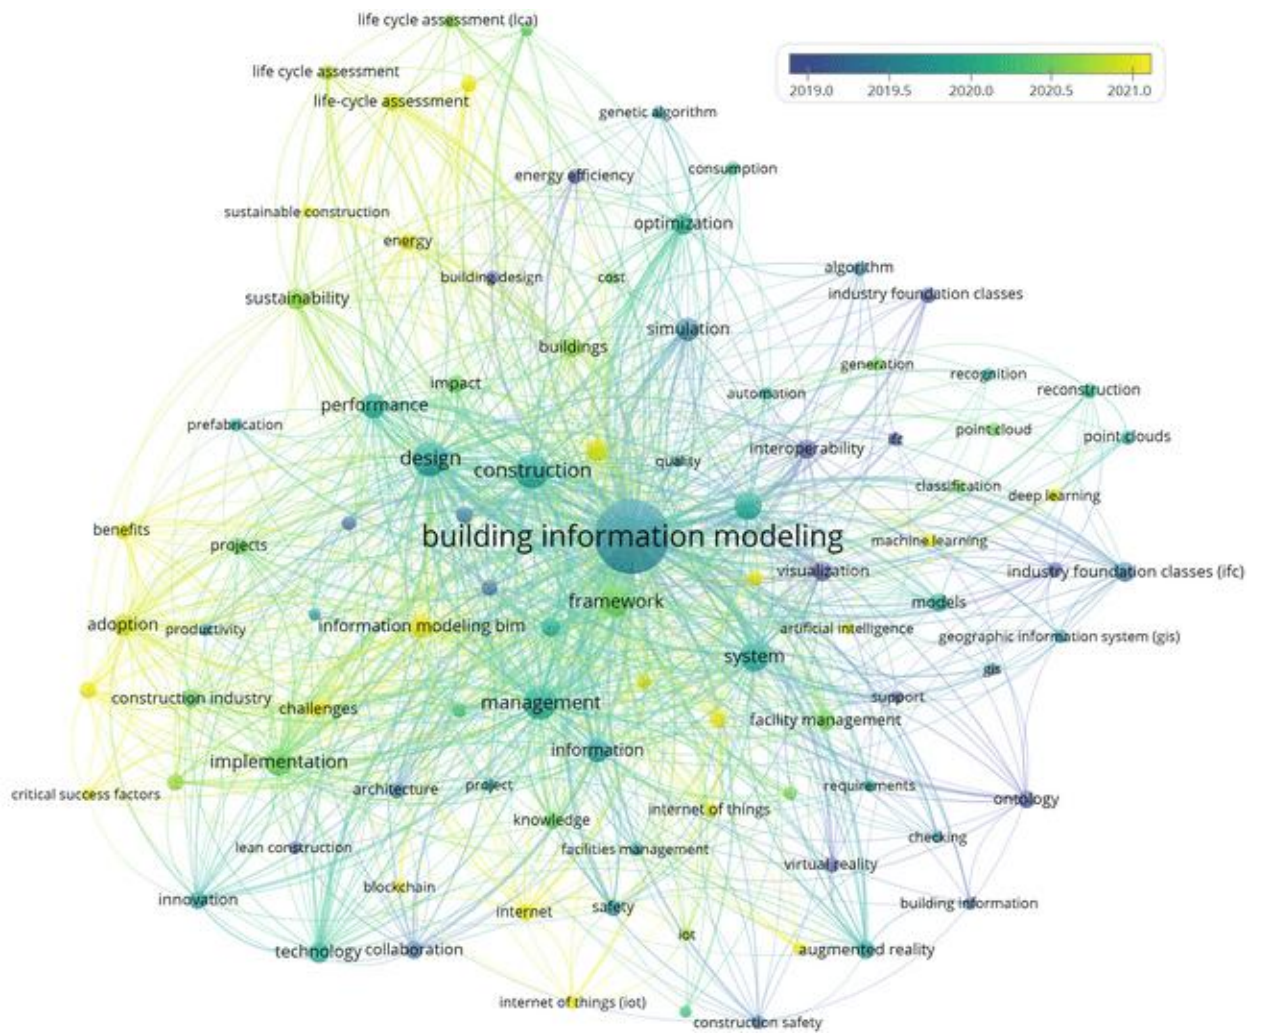 life cycle assessment (lca)
life cycle assessment
life-cycle assessment
2019.0 2019.5 2020.0 2020.5 2021.0
genetic algorithm
energy efficiency
consumption
sustainable construction
optimization
energy
building design
cost
algorithm
industry foundation classes
sustainability
simulation
buildings
generation
recognition
impact
automation
reconstruction
performance
prefabrication
point cloud
point clouds
interoperability
ifc
design
construction
quality
classification
deep learning
benefits
building information modeling
machine learning
projects
visualization
industry foundation classes (ifc)
framework
models
adoption
productivity
information modeling bim
artificial intelligence
geographic information system (gis)
system
gis
construction industry
challenges
management
support
facility management
implementation
information
critical success factors
architecture
project
requirements
ontology
internet of things
knowledge
checking
lean construction
facilities management
virtual reality
blockchain
innovation
internet
safety
building information
iot
technology
collaboration
augmented reality
internet of things (iot)
construction safety